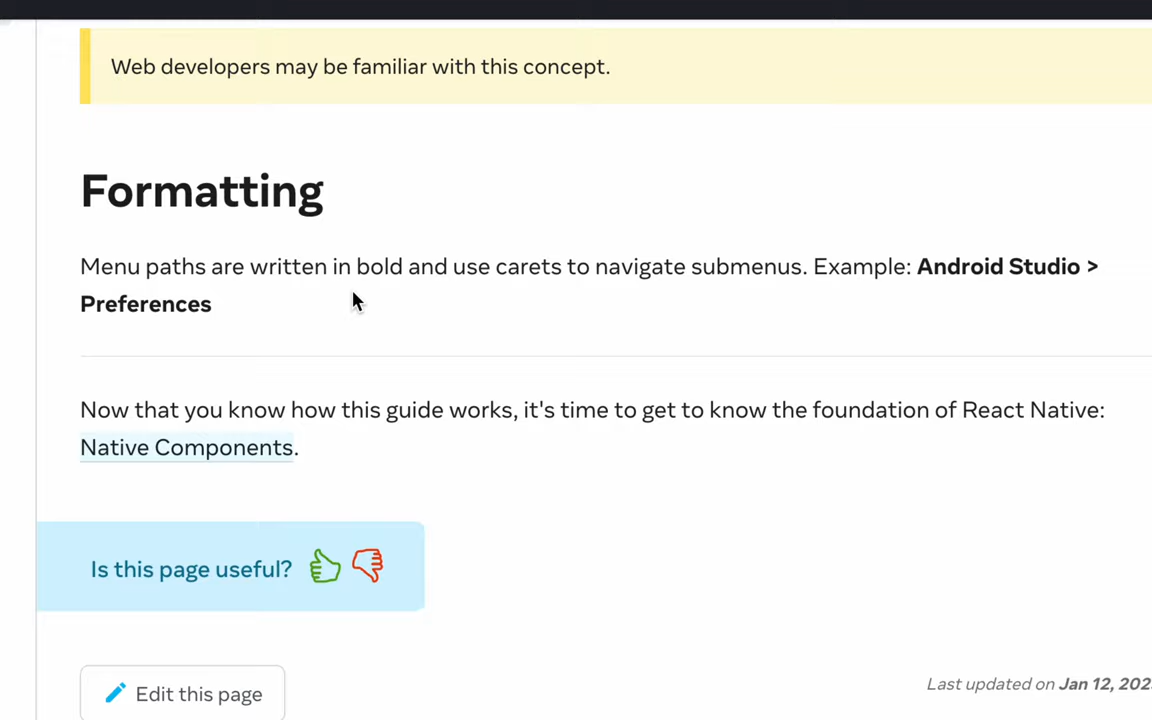 Web developers may be familiar with this concept.
Formatting
Menu paths are written in bold and use carets to navigate submenus. Example: Android Studio >
Preferences
Now that you know how this guide works, it's time to get to know the foundation of React Native:
Native Components.
Is this page useful?
Edit this page
Last updated on Jan 12,